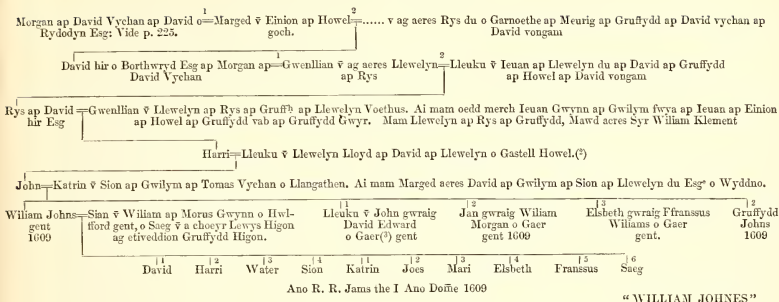 1 2
Morgan ap David Vychan ap David o=Marged v̄ Einion ap Howel=...... v ag aeres Rys du o Garnoethe ap Meurig ap Gruffydd ap David vychan ap
Rydodyn Esg: Vide p. 225. goch. David vongam
1 2
David hir o Borthwryd Esg ap Morgan ap=Gwenllian v̄ ag aeres Llewelyn=Lleuku v̄ Ieuan ap Llewelyn du ap David ap Gruffydd
David Vychan ap Rys ap Howel ap David vongam
Rys ap David=Gwenllian v̄ Llewelyn ap Rys ap Gruffh ap Llewelyn Voethus. Ai mam oedd merch Ieuan Gwynn ap Gwilym fwya ap Ieuan ap Einion
hir Esg ap Howel ap Gruffydd vab ap Gruffydd Gwyr. Mam Llewelyn ap Rys ap Gruffydd, Mawd acres Syr Wiliam Klement
Harri=Lleuku v̄ Llewelyn Lloyd ap David ap Llewelyn o Gastell Howel.(2)
John=Katrin v̄ Sion ap Gwilym ap Tomas Vychan o Llangathen. Ai mam Marged aeres David ap Gwilym ap Sion ap Llewelyn du Esge o Wyddno.
1 2 3 2
Wiliam Johns=Sian v̄ Wiliam ap Morus Gwynn o Hwl- Lleuku v̄ John gwraig Jan gwraig Wiliam Elsbeth gwraig Ffranssus Gruffydd
gent fford gent, o Saeg v̄ a choeyr Lewys Higon David Edward Morgan o Gaer Wiliams o Gaer Johns
1609 ag etiveddion Gruffydd Higon. o Gaer(3) gent gent 1609 gent. 1609
1 2 3 4 1 2 3 4 5 6
David Harri Water Sion Katrin Joes Mari Elsbeth Franssus Saeg
Ano R. R. Jams the I Ano Dom̄e 1609
"WILLIAM JOHNES"